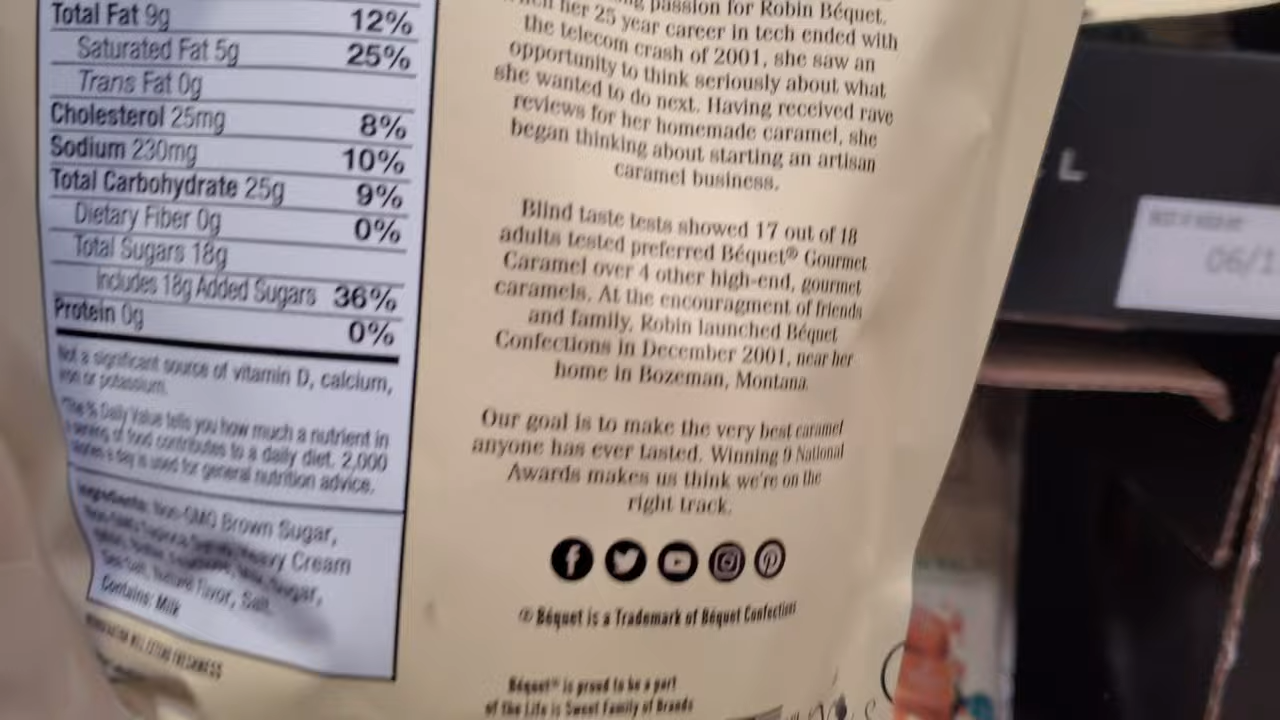 Total Fat 9g 12%
Saturated Fat 5g 25%
Trans Fat 0g
Cholesterol 25mg 8%
Sodium 230mg 10%
Total Carbohydrate 25g 9%
Dietary Fiber 0g 0%
Total Sugars 18g
Includes 18g Added Sugars 36%
Protein 0g 0%
Not a significant source of vitamin D, calcium,
iron or potassium.
*The % Daily Value tells you how much a nutrient in
a serving of food contributes to a daily diet. 2,000
calories a day is used for general nutrition advice.
Ingredients: Non-GMO Brown Sugar,
Heavy Cream
Sugar,
Sea Salt, Natural Flavor, Salt.
Contains: Milk
passion for Robin Béquet.
her 25 year career in tech ended with
the telecom crash of 2001, she saw an
opportunity to think seriously about what
she wanted to do next. Having received rave
reviews for her homemade caramel, she
began thinking about starting an artisan
caramel business.
Blind taste tests showed 17 out of 18
adults tested preferred Béquet® Gourmet
Caramel over 4 other high-end, gourmet
caramels. At the encouragment of friends
and family, Robin launched Béquet
Confections in December 2001, near her
home in Bozeman, Montana.
Our goal is to make the very best caramel
anyone has ever tasted. Winning 9 National
Awards makes us think we're on the
right track.
® Béquet is a Trademark of Béquet
Béquet™ is proud to be a part
of the Life is Sweet Family of Brands
L
06/1